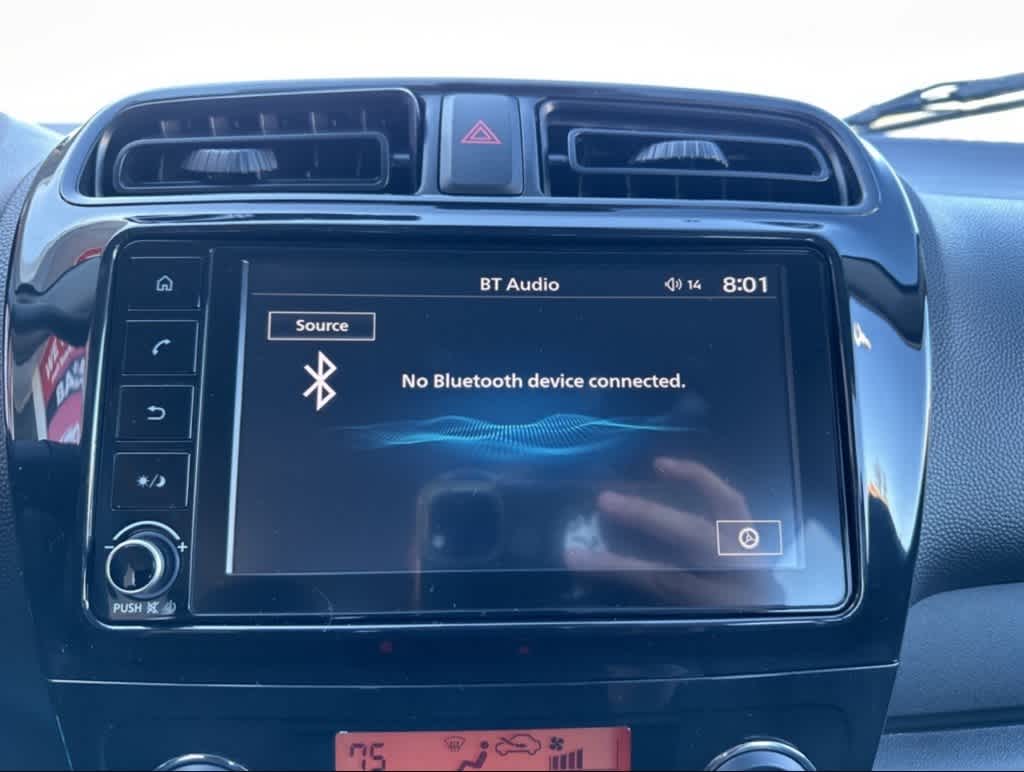 BT Audio
14
8:01
Source
No Bluetooth device connected.
- +
PUSH
75